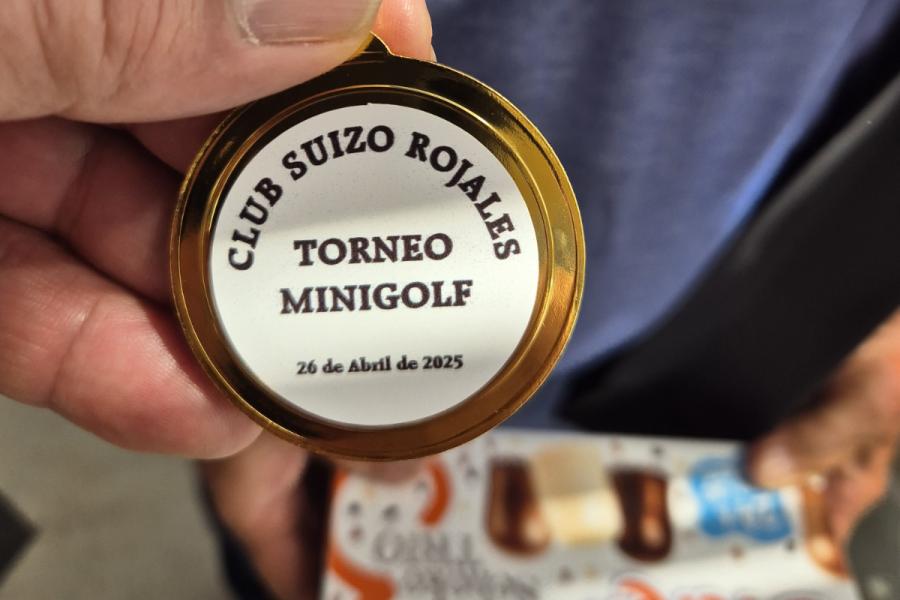 CLUB SUIZO ROJALES
TORNEO
MINIGOLF
26 de Abril de 2025